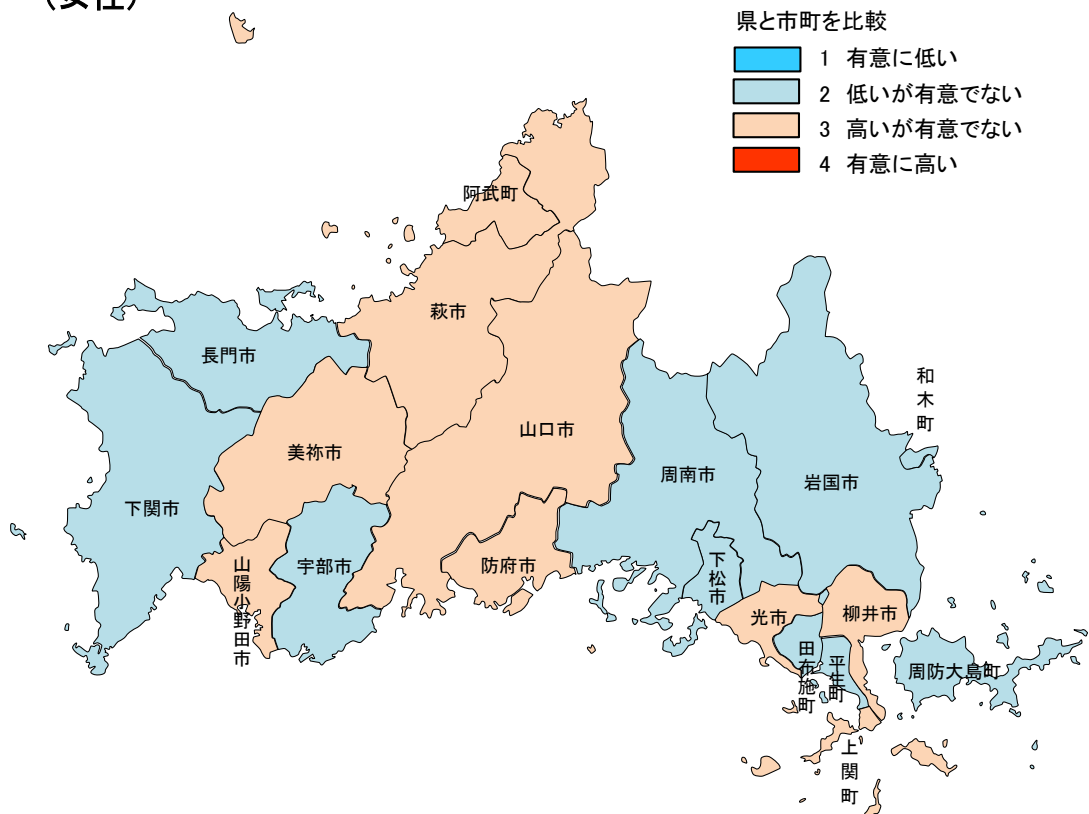 (女性)
県と市町を比較
1 有意に低い
2 低いが有意でない
3 高いが有意でない
4 有意に高い
阿武町
萩市
長門市
和木町
山口市
美祢市
周南市
岩国市
下関市
山陽小野田市
宇部市
防府市
下松市
光市
柳井市
田布施町
平生町
周防大島町
上関町